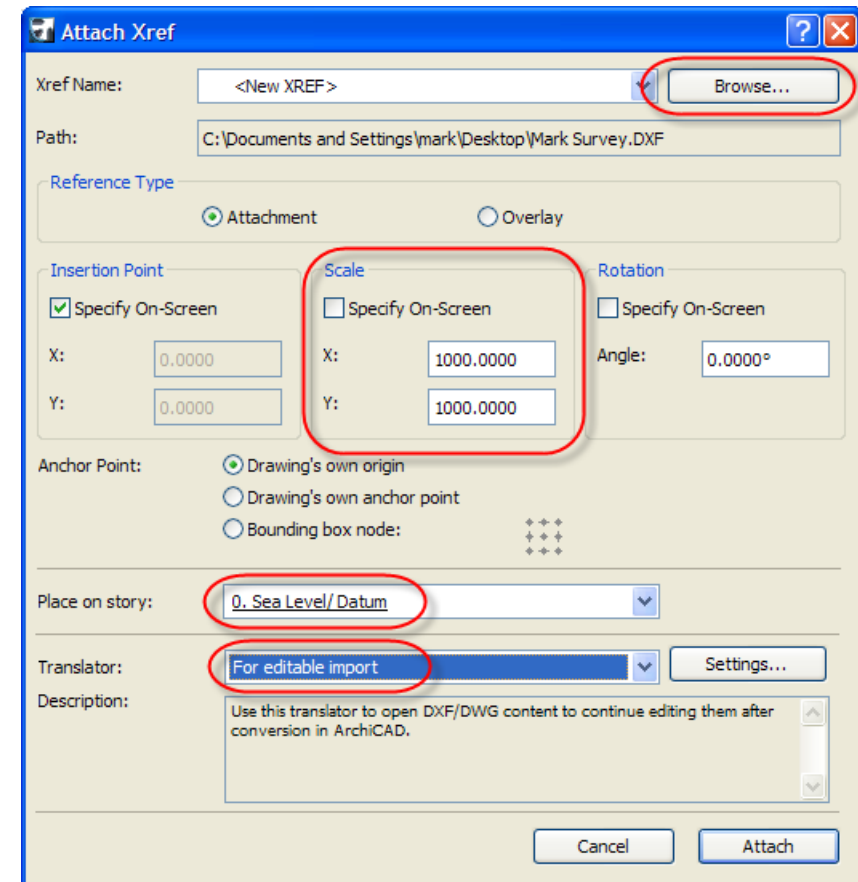 Attach Xref
Xref Name: <New XREF> Browse...
Path: C:\Documents and Settings\mark\Desktop\Mark Survey.DXF
Reference Type
Attachment Overlay
Insertion Point Scale Rotation
Specify On-Screen Specify On-Screen Specify On-Screen
X: 0.0000 X: 1000.0000 Angle: 0.0000°
Y: 0.0000 Y: 1000.0000
Anchor Point: Drawing's own origin
Drawing's own anchor point
Bounding box node:
Place on story: 0. Sea Level/ Datum
Translator: For editable import Settings...
Description: Use this translator to open DXF/DWG content to continue editing them after
conversion in ArchiCAD.
Cancel Attach